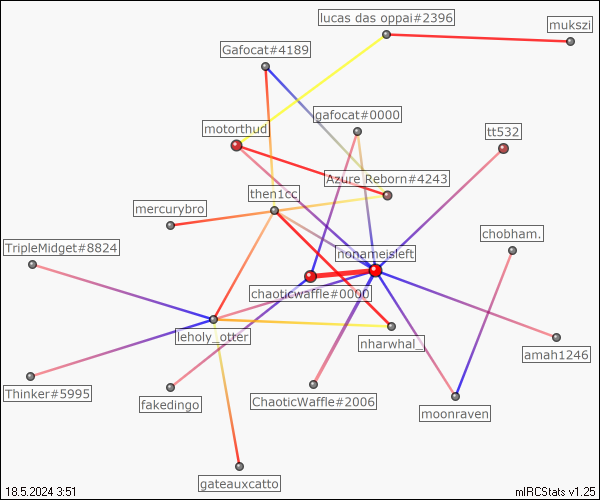 lucas das oppai#2396
mukszi
Gafocat#4189
gafocat#0000
motorthud
tt532
Azure Reborn#4243
then1cc
mercurybro
chobham.
TripleMidget#8824
nonameisleft
chaoticwaffle#0000
leholy_otter
nharwhal_
amah1246
Thinker#5995
fakedingo
ChaoticWaffle#2006
moonraven
gateauxcatto
18.5.2024 3:51
mIRCStats v1.25